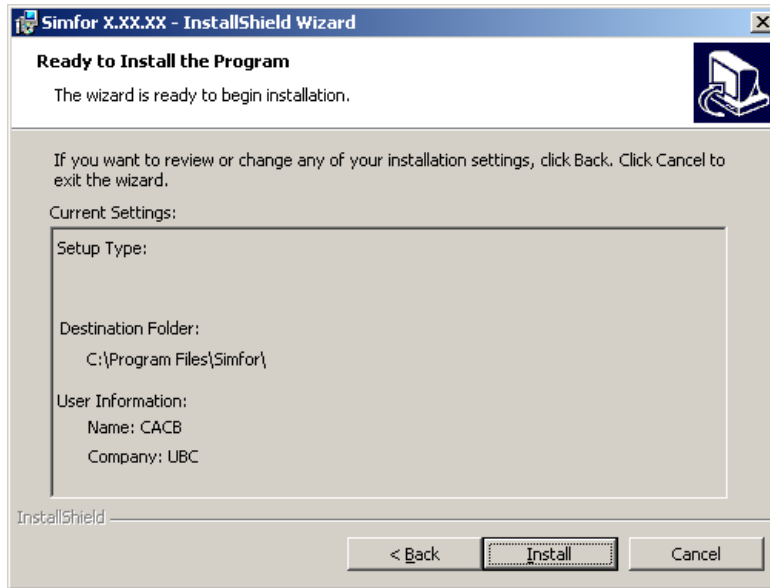 Simfor X.XX.XX - InstallShield Wizard
Ready to Install the Program
The wizard is ready to begin installation.
If you want to review or change any of your installation settings, click Back. Click Cancel to
exit the wizard.
Current Settings:
Setup Type:
Destination Folder:
C:\Program Files\Simfor\
User Information:
Name: CACB
Company: UBC
InstallShield
< Back
Install
Cancel